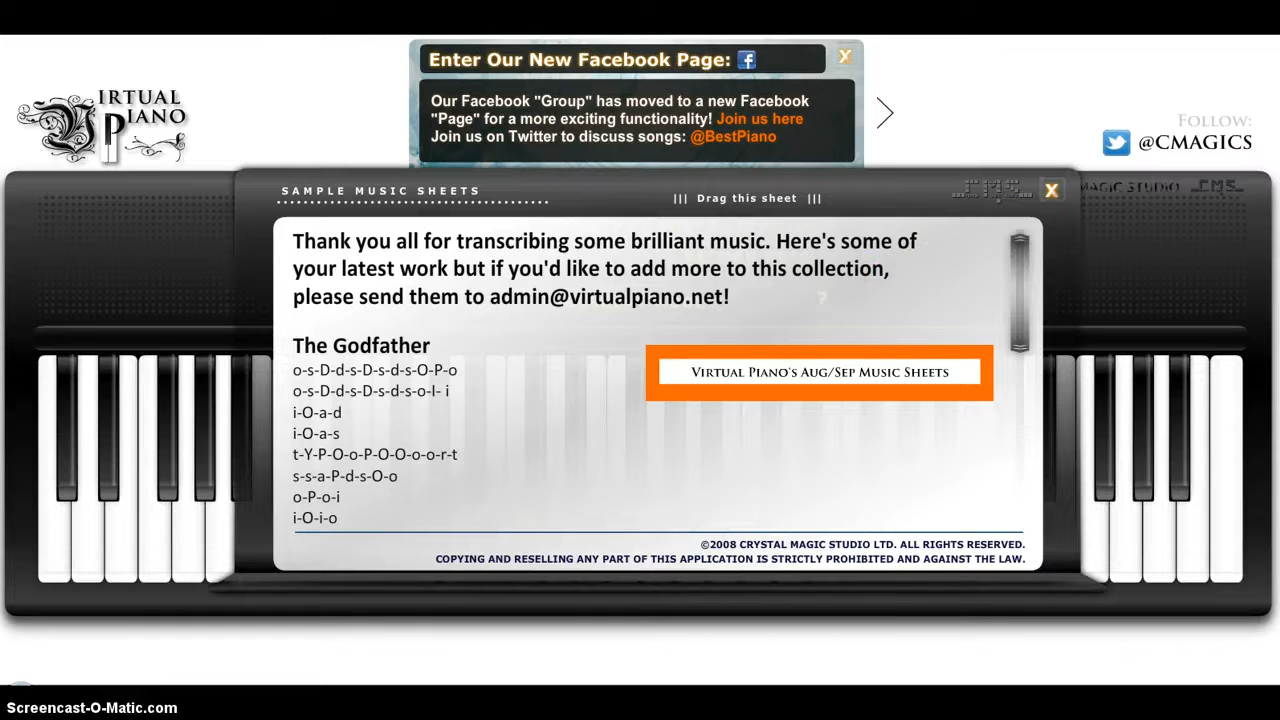 Enter Our New Facebook Page:
X
Our Facebook "Group" has moved to a new Facebook
"Page" for a more exciting functionality! Join us here
Join us on Twitter to discuss songs: @BestPiano
VIRTUAL
PIANO
FOLLOW:
@CMAGICS
SAMPLE MUSIC SHEETS
||| Drag this sheet |||
CMS
X
MAGIC STUDIO CMS
Thank you all for transcribing some brilliant music. Here's some of
your latest work but if you'd like to add more to this collection,
please send them to admin@virtualpiano.net!
The Godfather
o-s-D-d-s-D-s-d-s-O-P-o
o-s-D-d-s-D-s-d-s-o-I- i
i-O-a-d
i-O-a-s
t-Y-P-O-o-P-O-O-o-o-r-t
s-s-a-P-d-s-O-o
o-P-o-i
i-O-i-o
VIRTUAL PIANO'S AUG/SEP MUSIC SHEETS
©2008 CRYSTAL MAGIC STUDIO LTD. ALL RIGHTS RESERVED.
COPYING AND RESELLING ANY PART OF THIS APPLICATION IS STRICTLY PROHIBITED AND AGAINST THE LAW.
Screencast-O-Matic.com